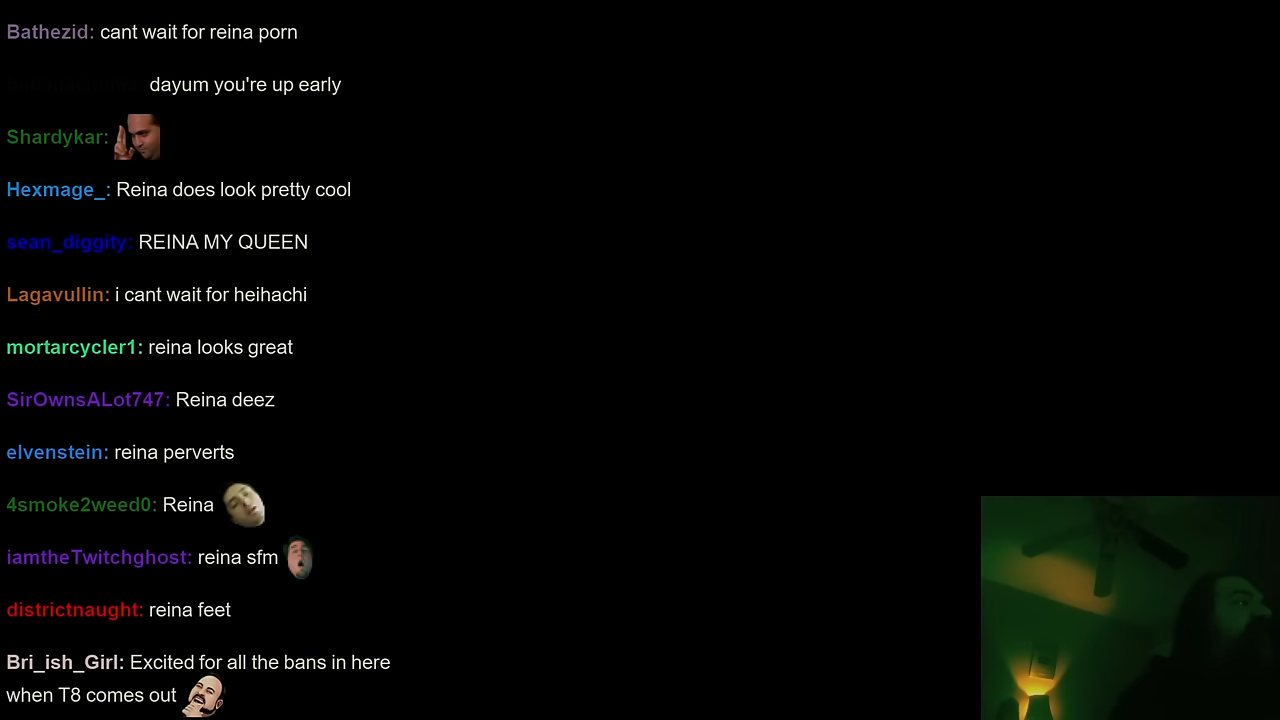 Bathezid: cant wait for reina porn
dayum you're up early
Shardykar:
Hexmage_: Reina does look pretty cool
sean_diggity: REINA MY QUEEN
Lagavullin: i cant wait for heihachi
mortarcycler1: reina looks great
SirOwnsALot747: Reina deez
elvenstein: reina perverts
4smoke2weed0: Reina
iamtheTwitchghost: reina sfm
districtnaught: reina feet
Bri_ish_Girl: Excited for all the bans in here
when T8 comes out